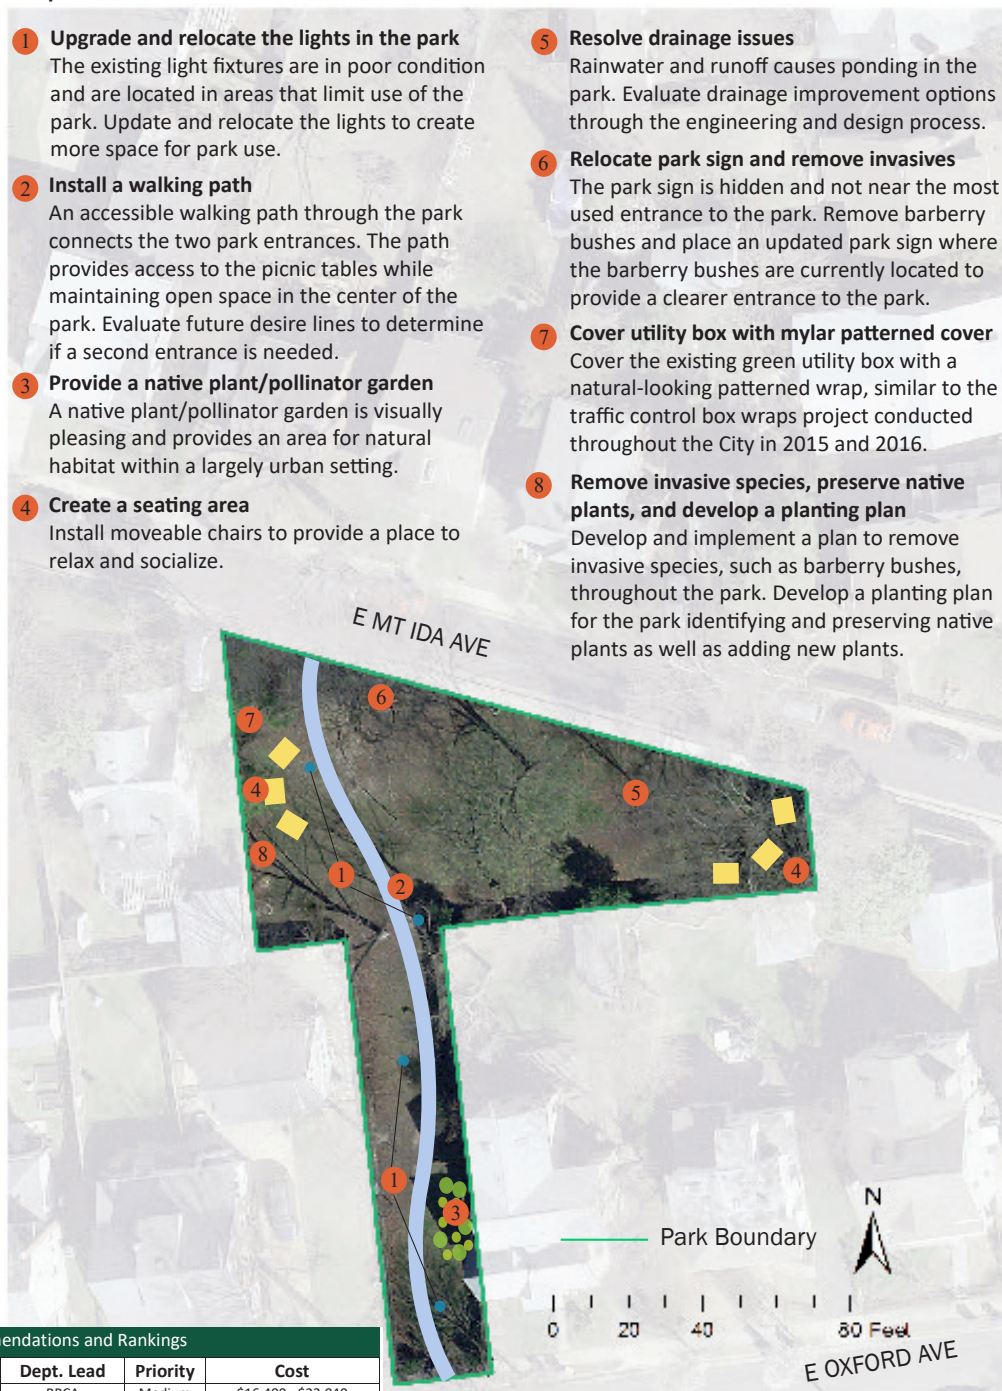 1 Upgrade and relocate the lights in the park
The existing light fixtures are in poor condition
and are located in areas that limit use of the
park. Update and relocate the lights to create
more space for park use.
2 Install a walking path
An accessible walking path through the park
connects the two park entrances. The path
provides access to the picnic tables while
maintaining open space in the center of the
park. Evaluate future desire lines to determine
if a second entrance is needed.
3 Provide a native plant/pollinator garden
A native plant/pollinator garden is visually
pleasing and provides an area for natural
habitat within a largely urban setting.
4 Create a seating area
Install moveable chairs to provide a place to
relax and socialize.
5 Resolve drainage issues
Rainwater and runoff causes ponding in the
park. Evaluate drainage improvement options
through the engineering and design process.
6 Relocate park sign and remove invasives
The park sign is hidden and not near the most
used entrance to the park. Remove barberry
bushes and place an updated park sign where
the barberry bushes are currently located to
provide a clearer entrance to the park.
7 Cover utility box with mylar patterned cover
Cover the existing green utility box with a
natural-looking patterned wrap, similar to the
traffic control box wraps project conducted
throughout the City in 2015 and 2016.
8 Remove invasive species, preserve native
plants, and develop a planting plan
Develop and implement a plan to remove
invasive species, such as barberry bushes,
throughout the park. Develop a planting plan
for the park identifying and preserving native
plants as well as adding new plants.
E MT IDA AVE
6
7
4
5
8
1
2
4
1
3
Park Boundary
N
0 20 40 80 Feet
E OXFORD AVE
endations and Rankings
Dept. Lead Priority Cost